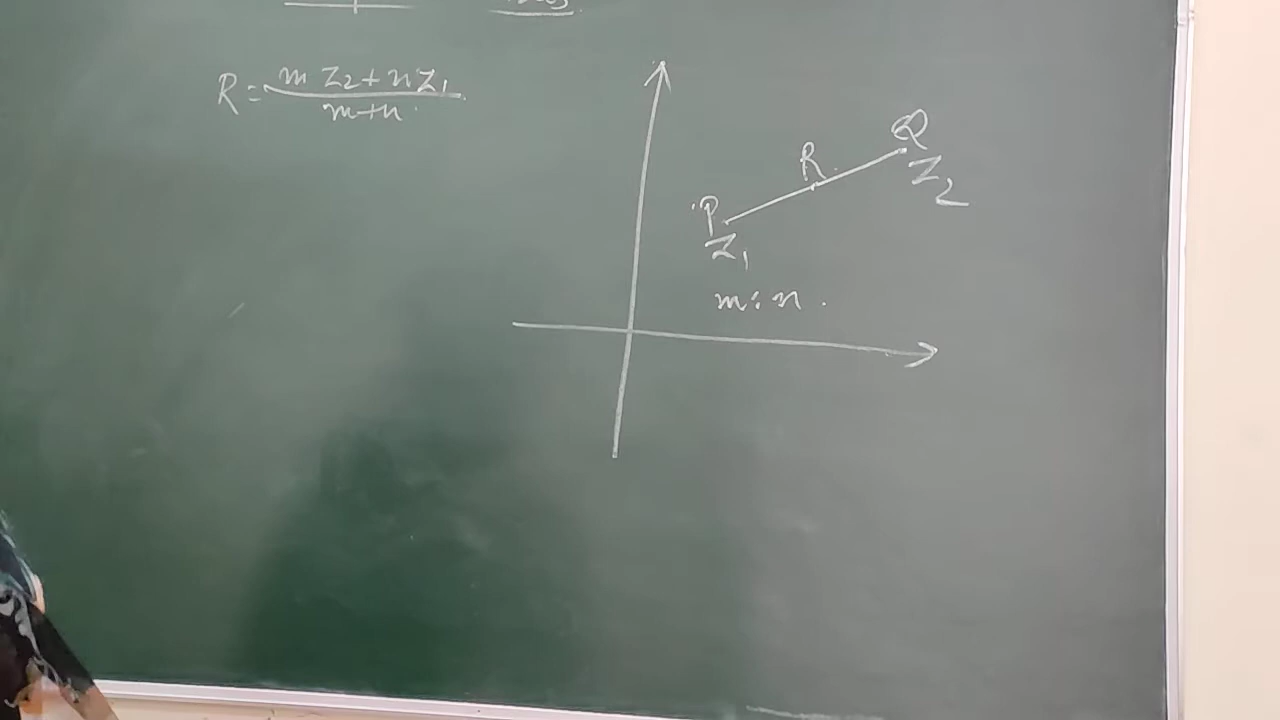 R = m z₂ + n z₁
m+n
R
Q
z₂
P
z₁
m : n